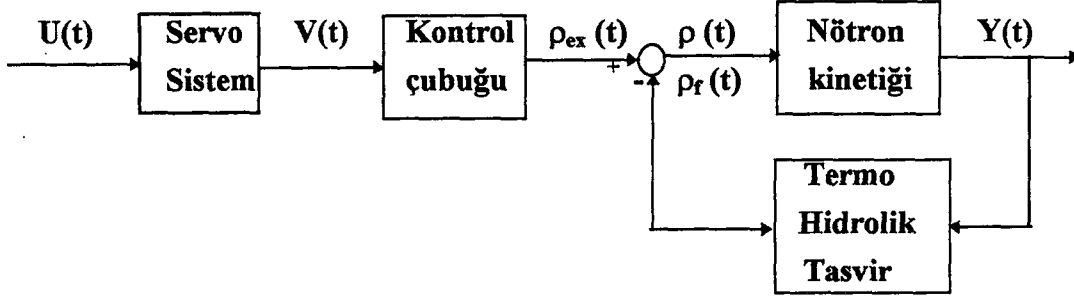 U(t)
Servo
Sistem
V(t)
Kontrol
çubuğu
ρex (t)
+
-
ρ (t)
ρf (t)
Nötron
kinetiği
Y(t)
Termo
Hidrolik
Tasvir